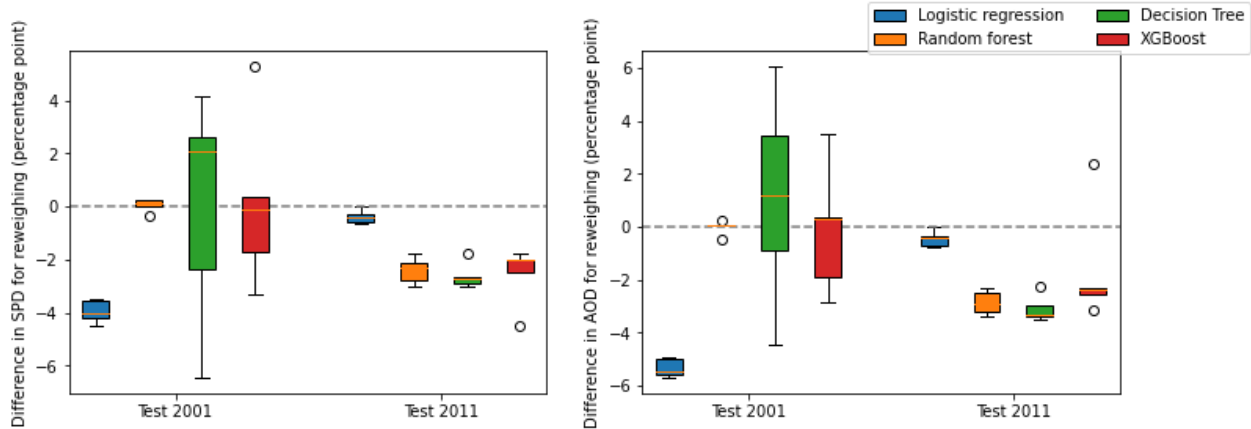 Logistic regression
Random forest
Decision Tree
XGBoost
Difference in SPD for reweighing (percentage point)
4
2
0
−2
−4
−6
Test 2001
Test 2011
Difference in AOD for reweighing (percentage point)
6
4
2
0
−2
−4
−6
Test 2001
Test 2011